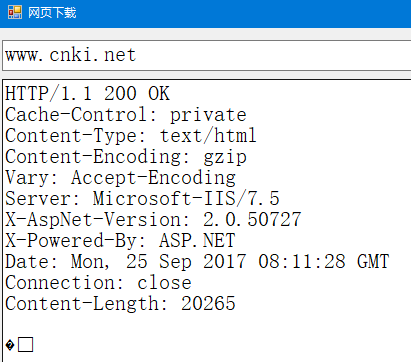 网页下载
www.cnki.net
HTTP/1.1 200 OK
Cache-Control: private
Content-Type: text/html
Content-Encoding: gzip
Vary: Accept-Encoding
Server: Microsoft-IIS/7.5
X-AspNet-Version: 2.0.50727
X-Powered-By: ASP.NET
Date: Mon, 25 Sep 2017 08:11:28 GMT
Connection: close
Content-Length: 20265
�□